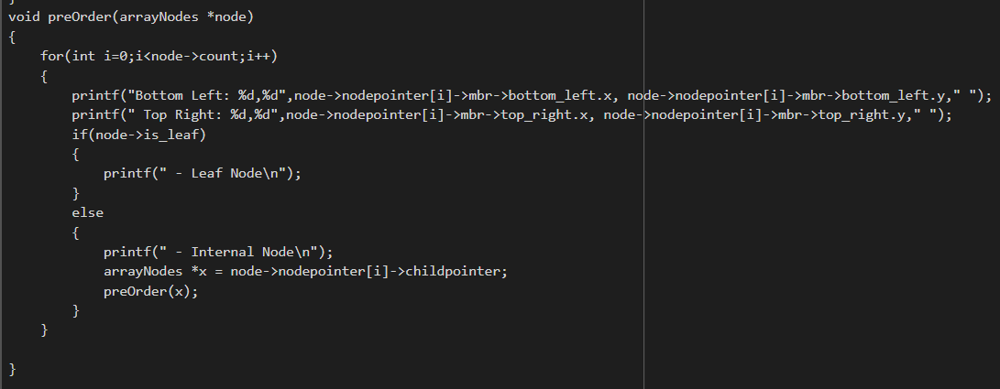 }
void preOrder(arrayNodes *node)
{
    for(int i=0;i<node->count;i++)
    {
        printf("Bottom Left: %d,%d",node->nodepointer[i]->mbr->bottom_left.x, node->nodepointer[i]->mbr->bottom_left.y," ");
        printf(" Top Right: %d,%d",node->nodepointer[i]->mbr->top_right.x, node->nodepointer[i]->mbr->top_right.y," ");
        if(node->is_leaf)
        {
            printf(" - Leaf Node\n");
        }
        else
        {
            printf(" - Internal Node\n");
            arrayNodes *x = node->nodepointer[i]->childpointer;
            preOrder(x);
        }
    }
}